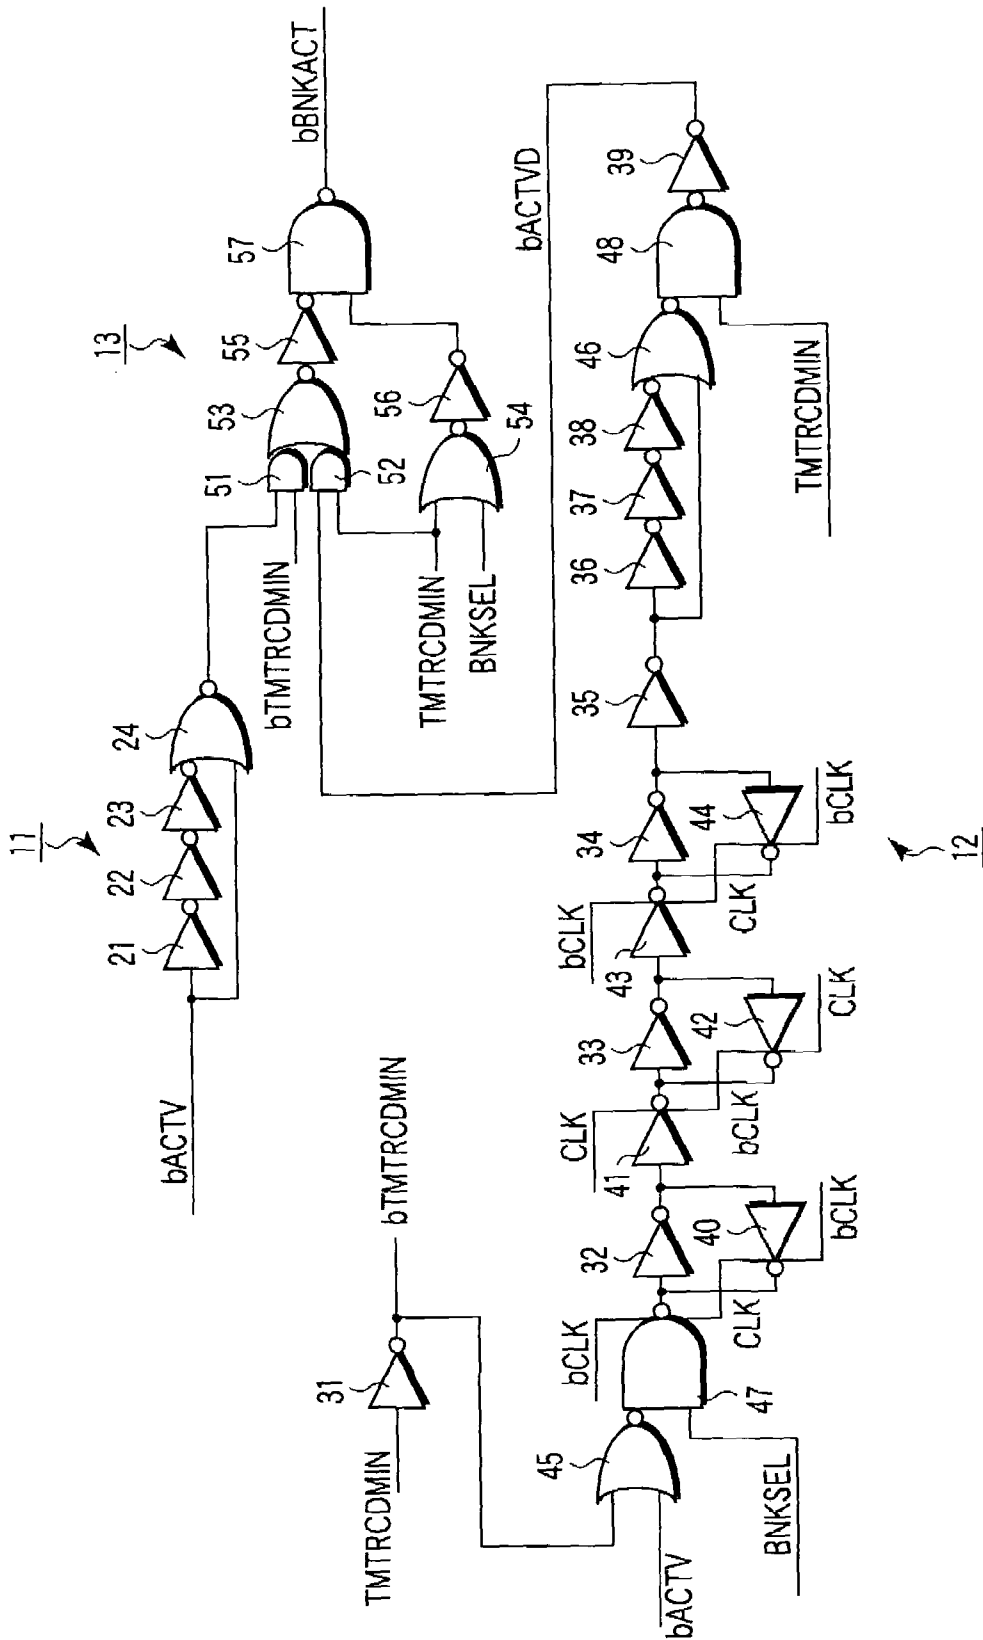 11
bACTV
21
22
23
24
13
51
bTMTRCDMIN
53
55
52
TMTRCDMIN
BNKSEL
56
54
57
bBNKACT
TMTRCDMIN
31
bTMTRCDMIN
bACTVD
bACTV
45
BNKSEL
47
bCLK
CLK
32
40
bCLK
41
CLK
bCLK
33
42
CLK
43
bCLK
CLK
34
44
bCLK
35
36
37
38
46
TMTRCDMIN
48
39
12